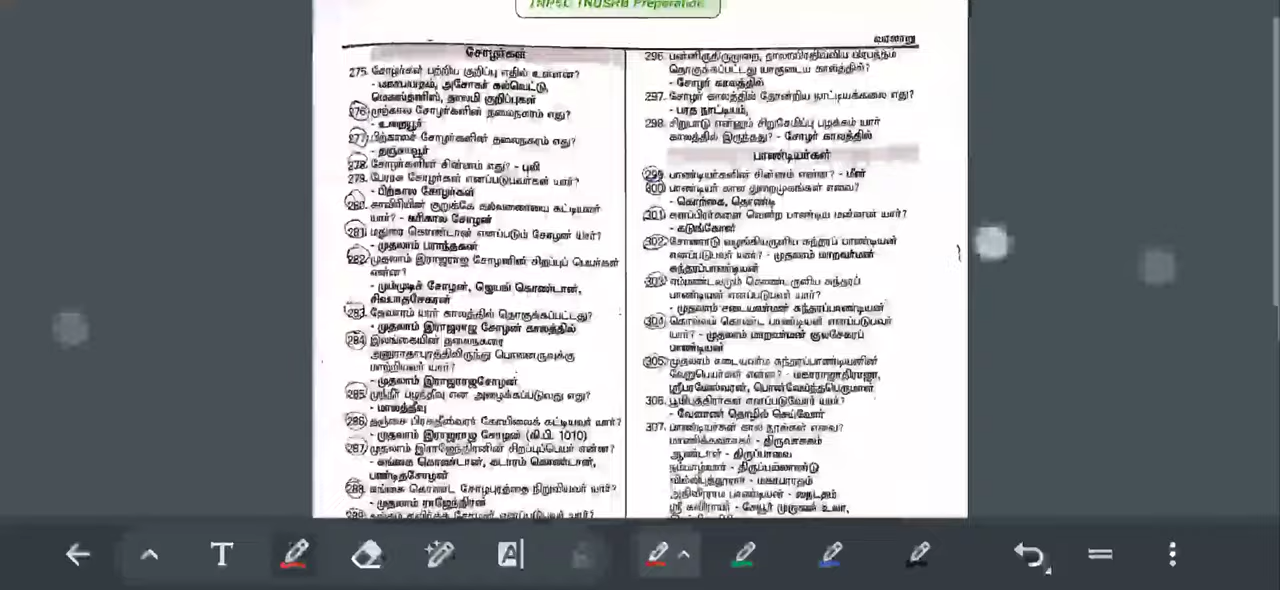 TNPSC TNUSRB Preparation
வரலாறு
சோழர்கள்
275. சோழர்கள் பற்றிய குறிப்பு எதில் உள்ளன?
- மகாபாரதம், அசோகர் கல்வெட்டு,
மெகஸ்தனிஸ், தாலமி குறிப்புகள்
276. முற்கால சோழர்களின் தலைநகரம் எது?
- உறையூர்
277. பிற்காலச் சோழர்களின் தலைநகரம் எது?
- தஞ்சாவூர்
278. சோழர்களின் சின்னம் எது? - புலி
279. பேரரசு சோழர்கள் எனப்படுபவர்கள் யார்?
- பிற்கால சோழர்கள்
280. காவிரியின் குறுக்கே கல்லணையை கட்டியவர்
யார்? - கரிகால சோழன்
281. மதுரை கொண்டான் எனப்படும் சோழன் யார்?
- முதலாம் பராந்தகன்
282. முதலாம் இராஜராஜ சோழனின் சிறப்புப் பெயர்கள்
என்ன?
- மும்முடிச் சோழன், ஜெயங் கொண்டான்,
சிவபாதசேகரன்
283. தேவாரம் யார் காலத்தில் தொகுக்கப்பட்டது?
- முதலாம் இராஜராஜ சோழன் காலத்தில்
284. இலங்கையின் தலைநகரை
அனுராதாபுரத்திலிருந்து பொலனருவுக்கு
மாற்றியவர் யார்?
- முதலாம் இராஜராஜசோழன்
285. முந்நீர் பழந்தீவு என அழைக்கப்படுவது எது?
- மாலத்தீவு
286. தஞ்சை பிரகதீஸ்வரர் கோயிலைக் கட்டியவர் யார்?
- முதலாம் இராஜராஜ சோழன் (கி.பி. 1010)
287. முதலாம் இராஜேந்திரனின் சிறப்புப்பெயர் என்ன?
- கங்கை கொண்டான், கடாரம் கொண்டான்,
பண்டிதசோழன்
288. கங்கை கொண்ட சோழபுரத்தை நிறுவியவர் யார்?
- முதலாம் ராஜேந்திரன்
289. சோழன் எனப்படுபவர் யார்?
296. பன்னிருதிருமுறை, நாலாயிரதிவ்விய பிரபந்தம்
தொகுக்கப்பட்டது யாருடைய காலத்தில்?
- சோழர் காலத்தில்
297. சோழர் காலத்தில் தோன்றிய நாட்டியக்கலை எது?
- பரத நாட்டியம்,
298. சிறுபாடு என்னும் சிறுசேமிப்பு பழக்கம் யார்
காலத்தில் இருந்தது? - சோழர் காலத்தில்
பாண்டியர்கள்
299. பாண்டியர்களின் சின்னம் என்ன? - மீன்
300. பாண்டியர் கால துறைமுகங்கள் எவை?
- கொற்கை, தொண்டி
301. களப்பிரர்களை வென்ற பாண்டிய மன்னன் யார்?
- கடுங்கோன்
302. சோணாடு வழங்கியருளிய சுந்தரப் பாண்டியன்
எனப்படுபவர் யார்? - முதலாம் மாறவர்மன்
சுந்தரபாண்டியன்
303. எம்மண்டலமும் கொண்டருளிய சுந்தரப்
பாண்டியன் எனப்படுபவர் யார்?
- முதலாம் சடையவர்மன் சுந்தரப்பாண்டியன்
304. கொல்லம் கொண்ட பாண்டியன் எனப்படுபவர்
யார்? - முதலாம் மாறவர்மன் குலசேகரப்
பாண்டியன்
305. முதலாம் சடையவர்ம சுந்தரப்பாண்டியனின்
வேறுபெயர்கள் என்ன? - மகாராஜாதிராஜா,
ஸ்ரீபரமேஸ்வரன், பொன்வேய்ந்தபெருமாள்
306. பூமிபுத்திரர்கள் எனப்படுவோர் யார்?
- வேளாண் தொழில் செய்வோர்
307. பாண்டியர்கள் கால நூல்கள் எவை?
மாணிக்கவாசகர் - திருவாசகம்
ஆண்டாள் - திருப்பாவை
நம்மாழ்வார் - திருப்பல்லாண்டு
வில்லிபுத்தூரார் - மகாபாரதம்
அதிவீரராம பாண்டியன் - நைடதம்
ஸ்ரீ கவிராயர் - சேயூர் முருகன் உலா,
T
A